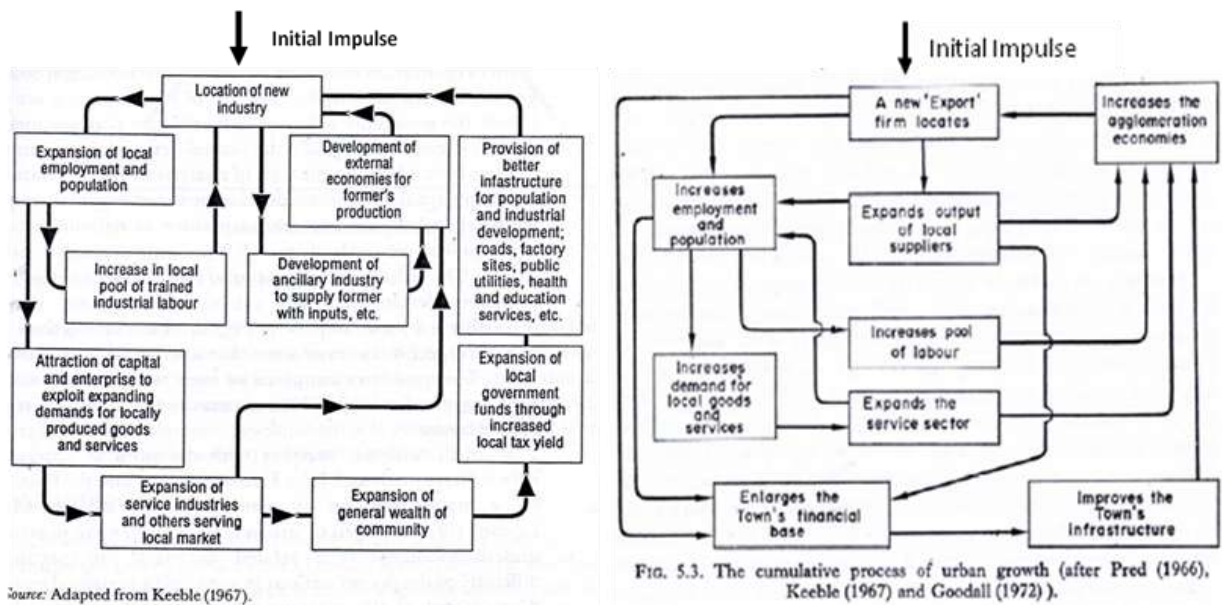 Initial Impulse
Location of new
industry
Expansion of local
employment and
population
Development of
external
economies for
former's
production
Provision of
better
infastructure
for population
and industrial
development;
roads, factory
sites, public
utilities, health
and education
services, etc.
Increase in local
pool of trained
industrial labour
Development of
ancillary industry
to supply former
with inputs, etc.
Attraction of capital
and enterprise to
exploit expanding
demands for locally
produced goods
and services
Expansion of
local
government
funds through
increased
local tax yield
Expansion of
service industries
and others serving
local market
Expansion of
general wealth of
community
Source: Adapted from Keeble (1967).
Initial Impulse
A new 'Export'
firm locates
Increases the
agglomeration
economies
Increases
employment
and
population
Expands output
of local
suppliers
Increases pool
of labour
Increases
demand for
local goods
and
services
Expands the
service sector
Enlarges the
Town's financial
base
Improves the
Town's
infrastructure
FIG. 5.3. The cumulative process of urban growth (after Pred (1966),
Keeble (1967) and Goodall (1972)).